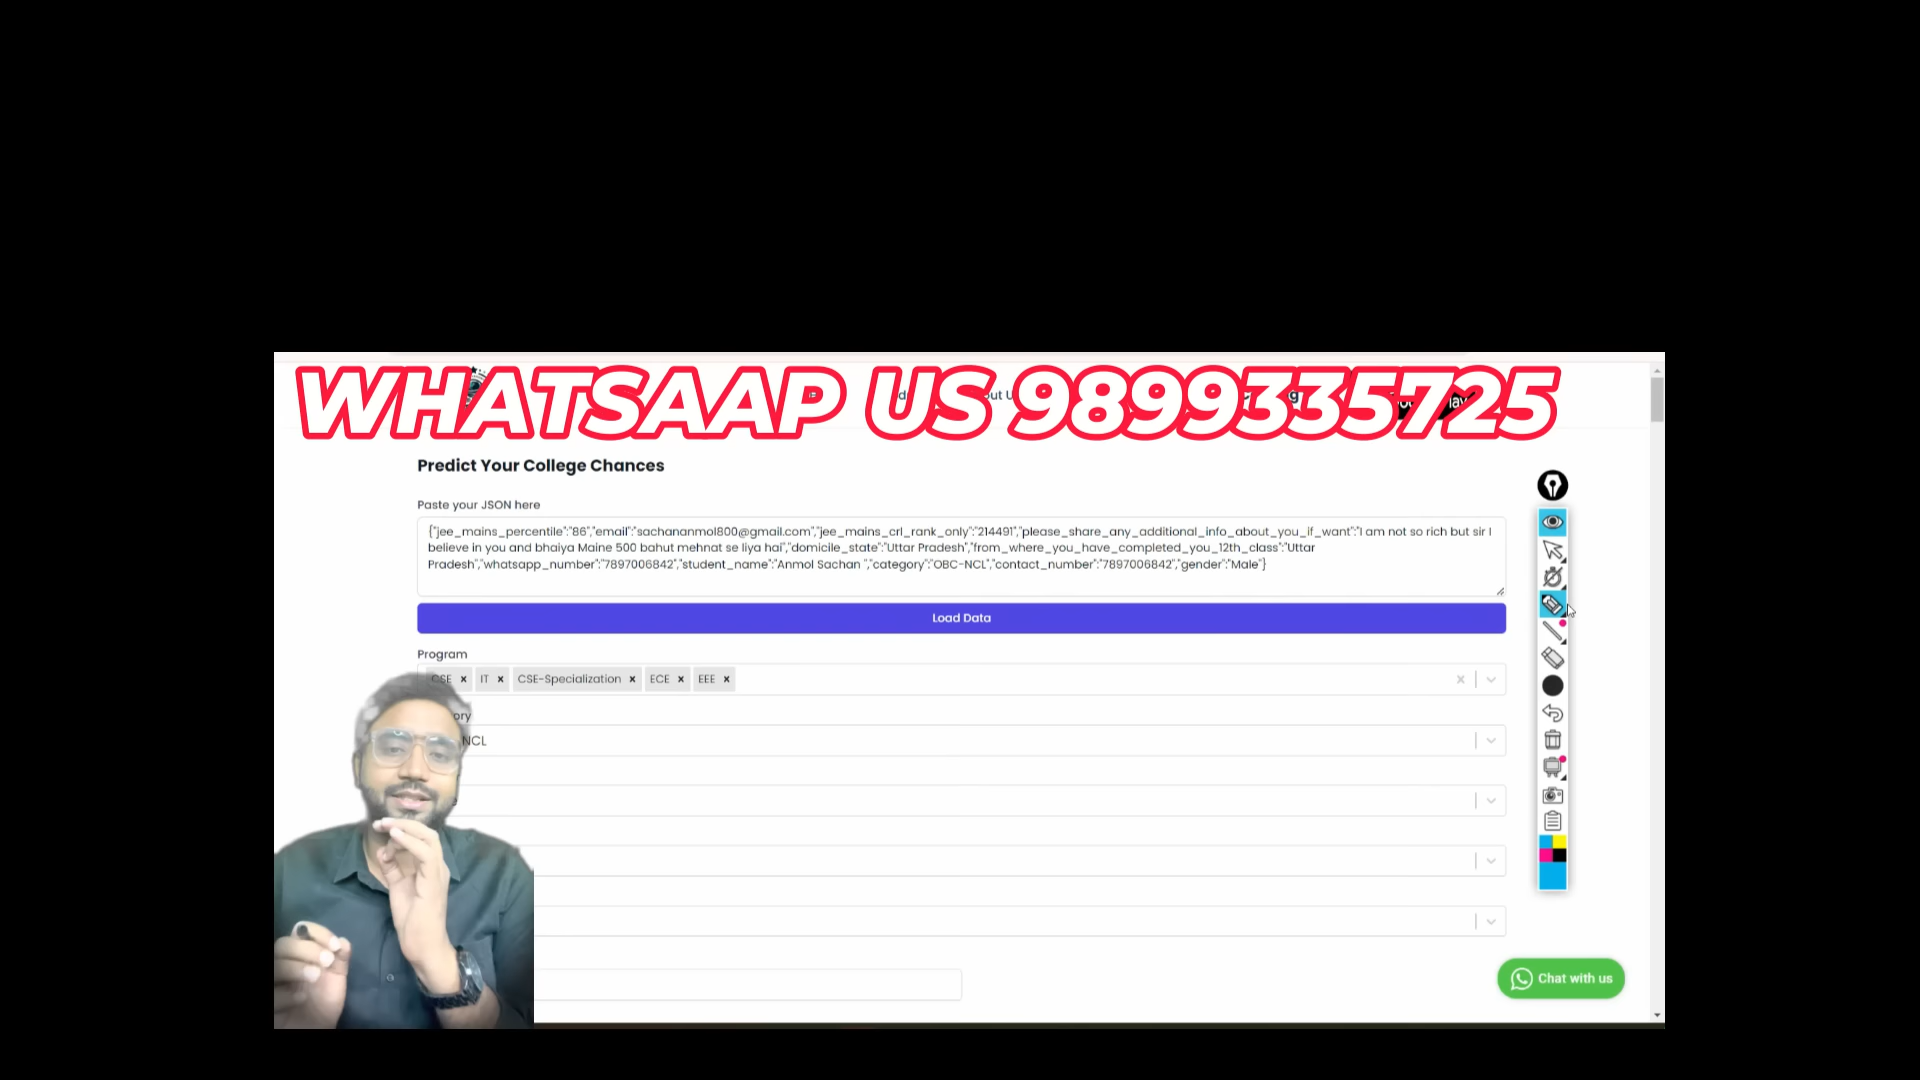 WHATSAAP US 9899335725
Predict Your College Chances
Paste your JSON here
{"jee_mains_percentile":"86","email":"sachananmol800@gmail.com","jee_mains_crl_rank_only":"214491","please_share_any_additional_info_about_you_if_want":"I am not so rich but sir I
believe in you and bhaiya Maine 500 bahut mehnat se liya hai","domicile_state":"Uttar Pradesh","from_where_you_have_completed_you_12th_class":"Uttar
Pradesh","whatsapp_number":"7897006842","student_name":"Anmol Sachan ","category":"OBC-NCL","contact_number":"7897006842","gender":"Male"}
Load Data
Program
CSE × IT × CSE-Specialization × ECE × EEE ×
ory
NCL
Chat with us